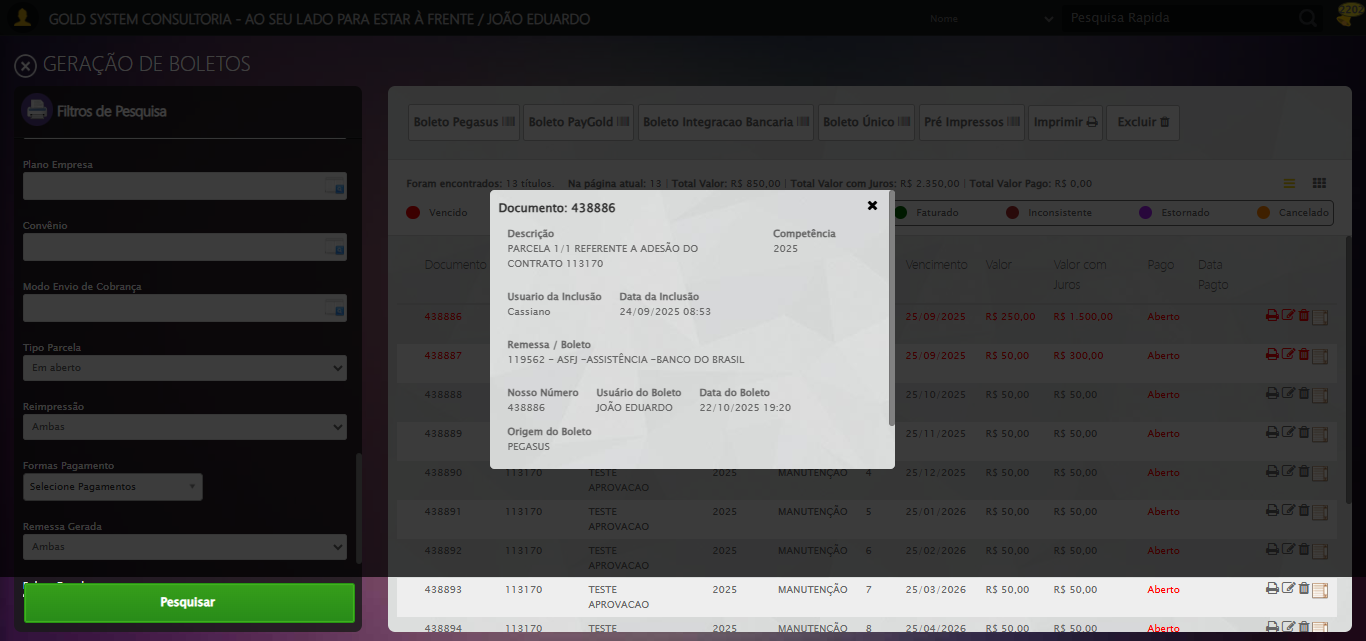 GOLD SYSTEM CONSULTORIA - AO SEU LADO PARA ESTAR À FRENTE / JOÃO EDUARDO
Nome
Pesquisa Rapida
GERAÇÃO DE BOLETOS
Filtros de Pesquisa
Plano Empresa
Convênio
Modo Envio de Cobrança
Tipo Parcela
Em aberto
Reimpressão
Ambas
Formas Pagamento
Selecione Pagamentos
Remessa Gerada
Ambas
Pesquisar
Boleto Pegasus
Boleto PayGold
Boleto Integracao Bancaria
Boleto Único
Pré Impressos
Imprimir
Excluir
Foram encontrados: 13 títulos. Na página atual: 13 | Total Valor: R$ 850,00 | Total Valor com Juros: R$ 2.350,00 | Total Valor Pago: R$ 0,00
Vencido
Faturado
Inconsistente
Estornado
Cancelado
Documento: 438886
Descrição
PARCELA 1/1 REFERENTE A ADESÃO DO
CONTRATO 113170
Competência
2025
Usuario da Inclusão
Cassiano
Data da Inclusão
24/09/2025 08:53
Remessa / Boleto
119562 - ASFJ -ASSISTÊNCIA -BANCO DO BRASIL
Nosso Número
438886
Usuário do Boleto
JOÃO EDUARDO
Data do Boleto
22/10/2025 19:20
Origem do Boleto
PEGASUS
Documento Vencimento Valor Valor com Juros Pago Data Pagto
438886 25/09/2025 R$ 250,00 R$ 1.500,00 Aberto
438887 25/09/2025 R$ 50,00 R$ 300,00 Aberto
438888 25/10/2025 R$ 50,00 R$ 50,00 Aberto
438889 25/11/2025 R$ 50,00 R$ 50,00 Aberto
438890 113170 TESTE APROVACAO 2025 MANUTENÇÃO 4 25/12/2025 R$ 50,00 R$ 50,00 Aberto
438891 113170 TESTE APROVACAO 2025 MANUTENÇÃO 5 25/01/2026 R$ 50,00 R$ 50,00 Aberto
438892 113170 TESTE APROVACAO 2025 MANUTENÇÃO 6 25/02/2026 R$ 50,00 R$ 50,00 Aberto
438893 113170 TESTE APROVACAO 2025 MANUTENÇÃO 7 25/03/2026 R$ 50,00 R$ 50,00 Aberto
438894 113170 TESTE 2025 MANUTENÇÃO 8 25/04/2026 R$ 50,00 R$ 50,00 Aberto